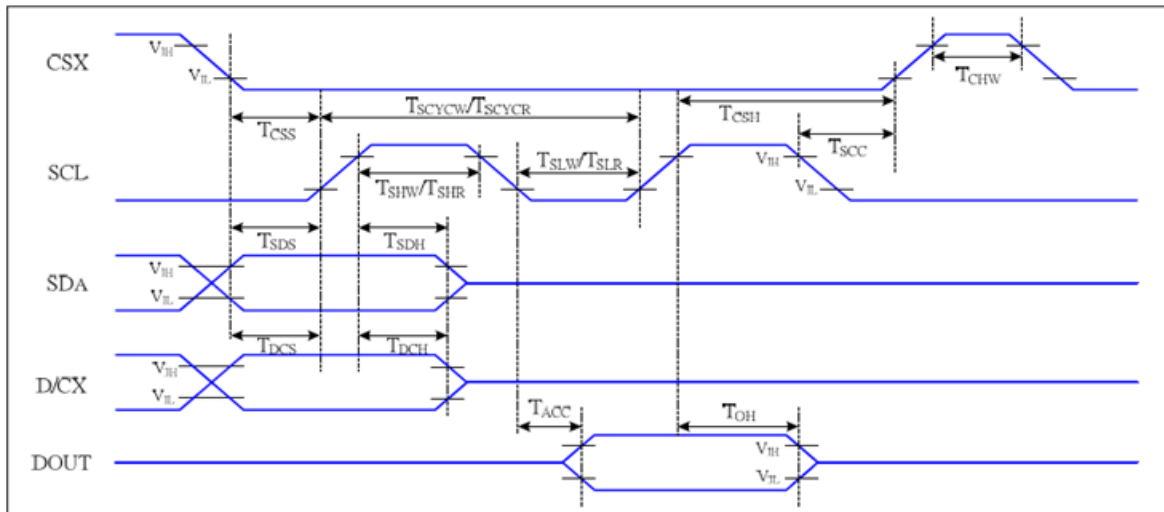 CSX
VIH
VIL
TCHW
TCSS
TSCYCW/TSCYCR
TCSH
TSCC
SCL
TSHW/TSHR
TSLW/TSLR
VIH
VIL
TSDS
TSDH
SDA
VIH
VIL
TDCS
TDCH
D/CX
VIH
VIL
TACC
TOH
DOUT
VIH
VIL